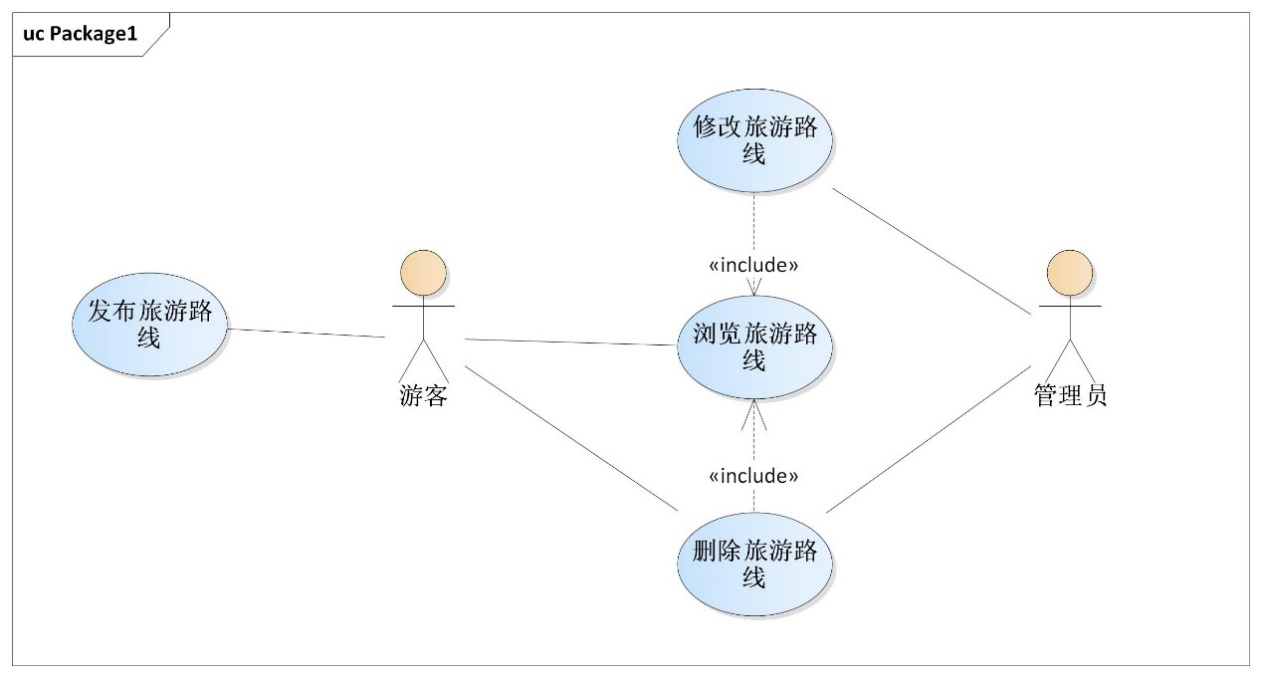 uc Package1
修改旅游路
线
«include»
发布旅游路
线
浏览旅游路
线
游客
管理员
«include»
删除旅游路
线